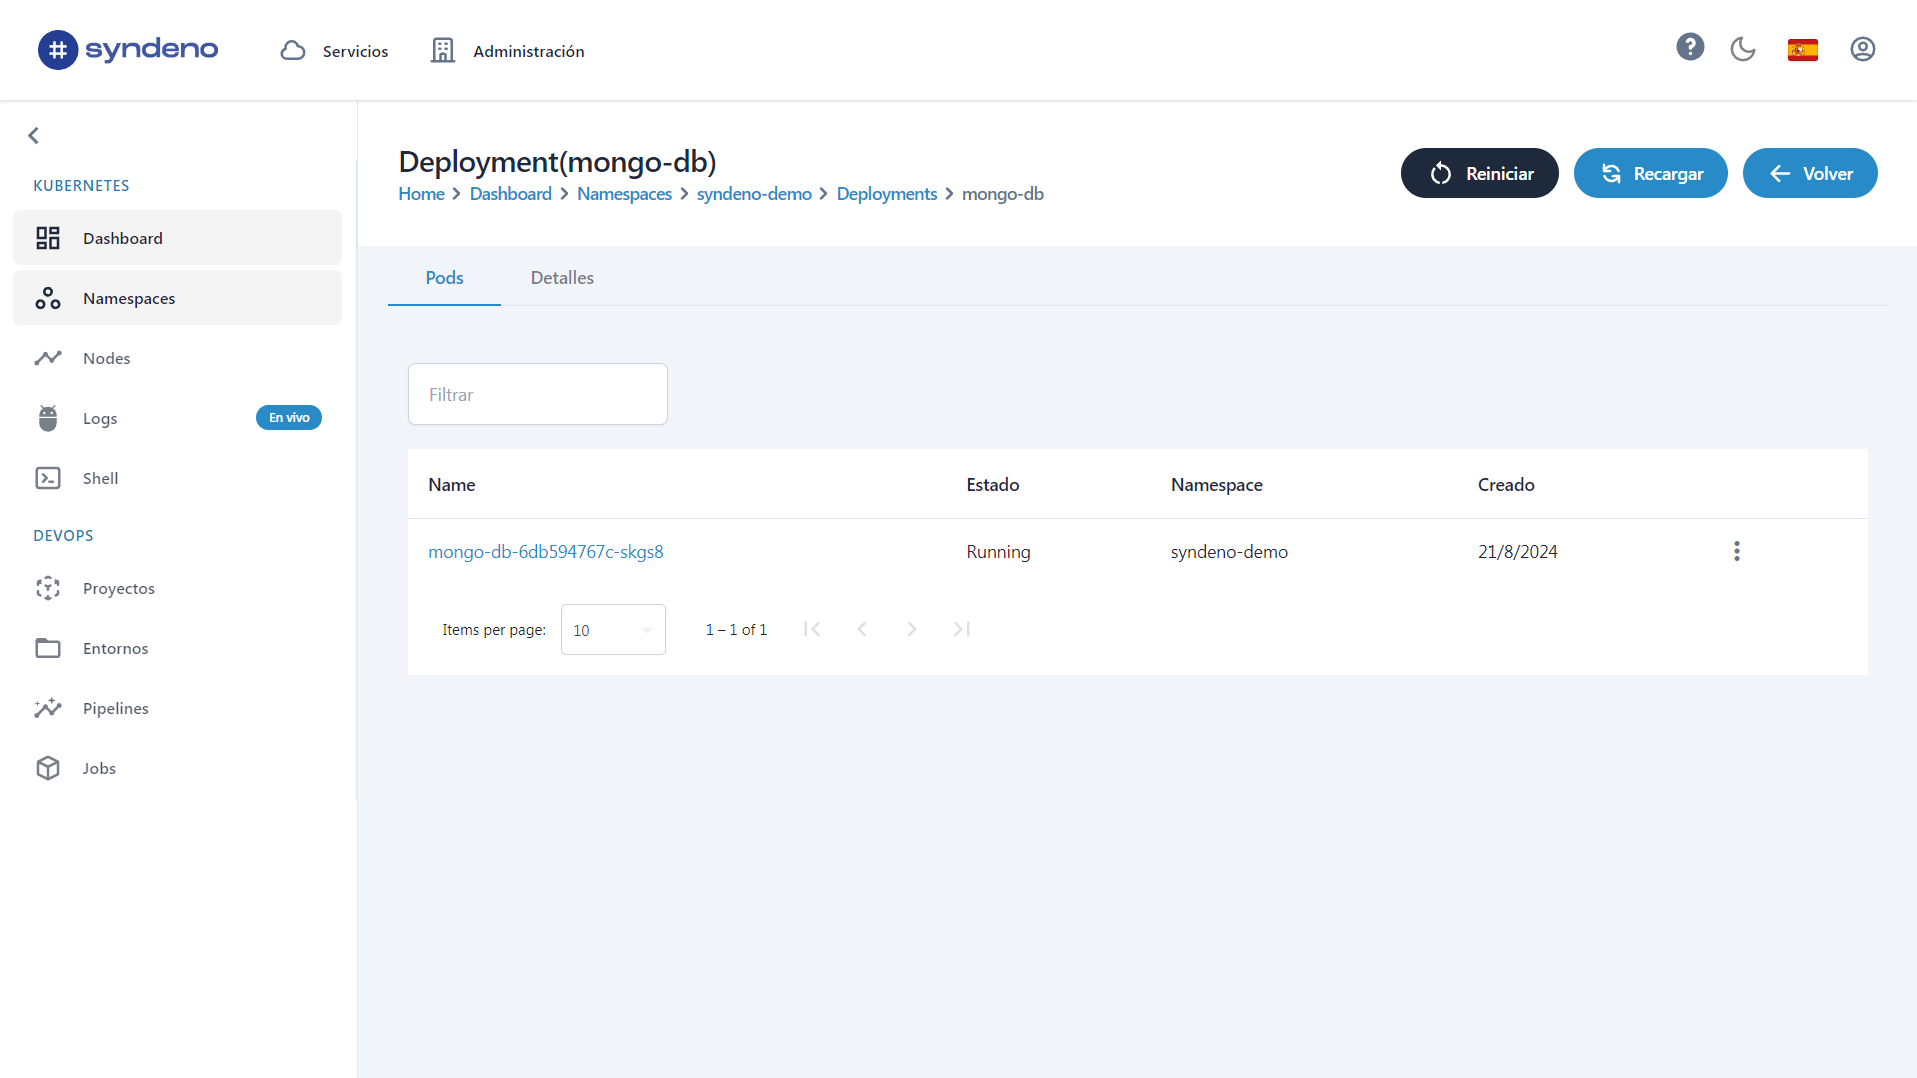 syndeno
Servicios
Administración
KUBERNETES
Dashboard
Namespaces
Nodes
Logs
En vivo
Shell
DEVOPS
Proyectos
Entornos
Pipelines
Jobs
Deployment(mongo-db)
Home > Dashboard > Namespaces > syndeno-demo > Deployments > mongo-db
Reiniciar
Recargar
Volver
Pods
Detalles
Filtrar
Name Estado Namespace Creado
mongo-db-6db594767c-skgs8 Running syndeno-demo 21/8/2024
Items per page: 10 1 – 1 of 1